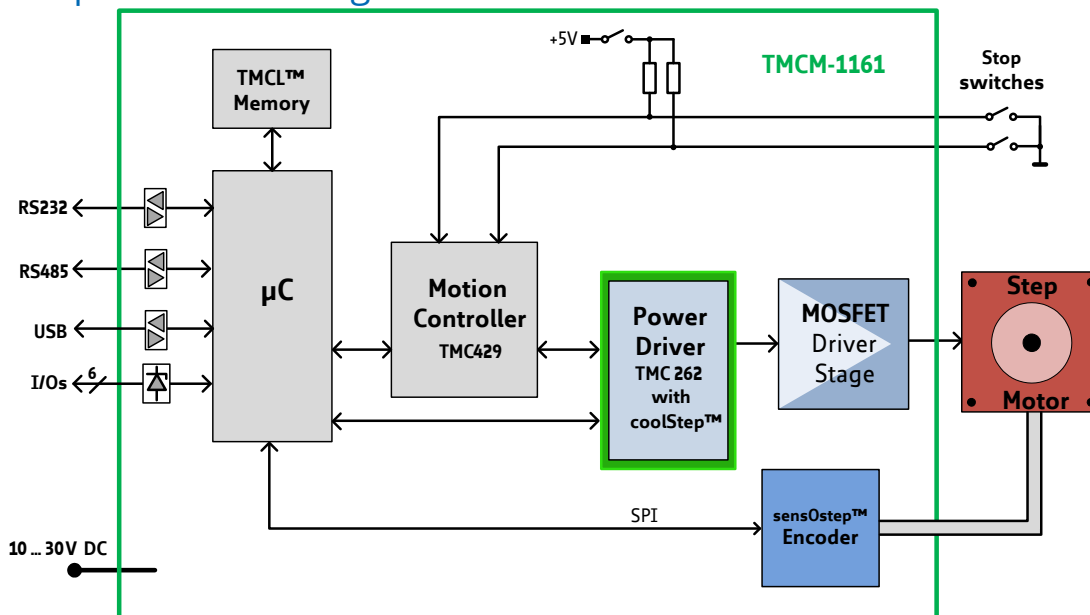 +5V
TMCM-1161
Stop
switches
TMCL™
Memory
RS232
RS485
USB
I/Os
6
µC
Motion
Controller
TMC429
Power
Driver
TMC 262
with
coolStep™
MOSFET
Driver
Stage
Step
Motor
SPI
sensOstep™
Encoder
10 ... 30V DC